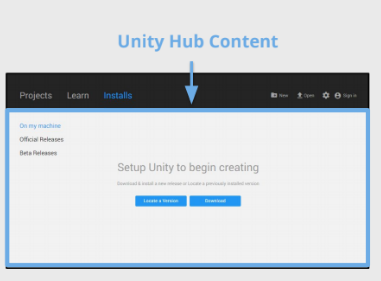 Unity Hub Content
Projects Learn Installs New Open Sign in
On my machine
Official Releases
Beta Releases
Setup Unity to begin creating
Download & install a new release or Locate a previously installed version
Locate a Version Download